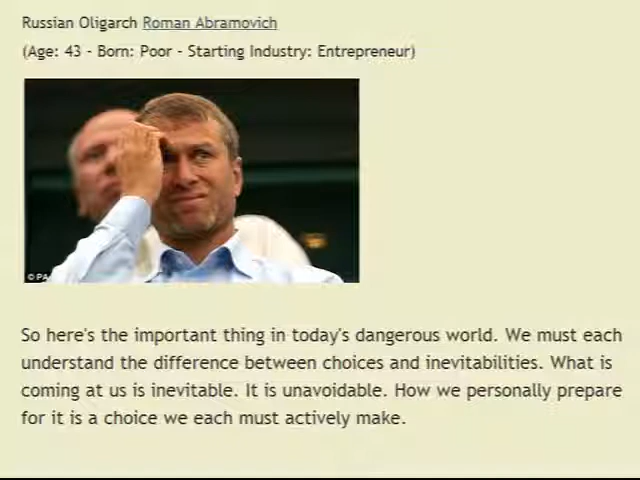 Russian Oligarch Roman Abramovich
(Age: 43 - Born: Poor - Starting Industry: Entrepreneur)
© PA
So here's the important thing in today's dangerous world. We must each
understand the difference between choices and inevitabilities. What is
coming at us is inevitable. It is unavoidable. How we personally prepare
for it is a choice we each must actively make.